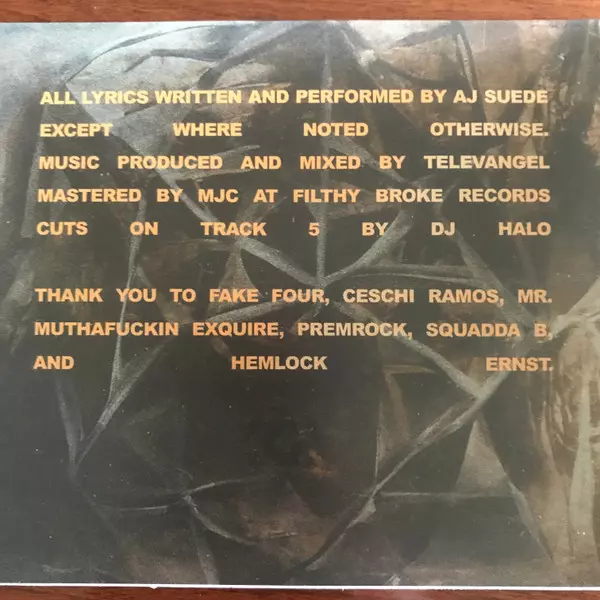 ALL LYRICS WRITTEN AND PERFORMED BY AJ SUEDE
EXCEPT WHERE NOTED OTHERWISE.
MUSIC PRODUCED AND MIXED BY TELEVANGEL
MASTERED BY MJC AT FILTHY BROKE RECORDS
CUTS ON TRACK 5 BY DJ HALO
THANK YOU TO FAKE FOUR, CESCHI RAMOS, MR.
MUTHAFUCKIN EXQUIRE, PREMROCK, SQUADDA B,
AND HEMLOCK ERNST.